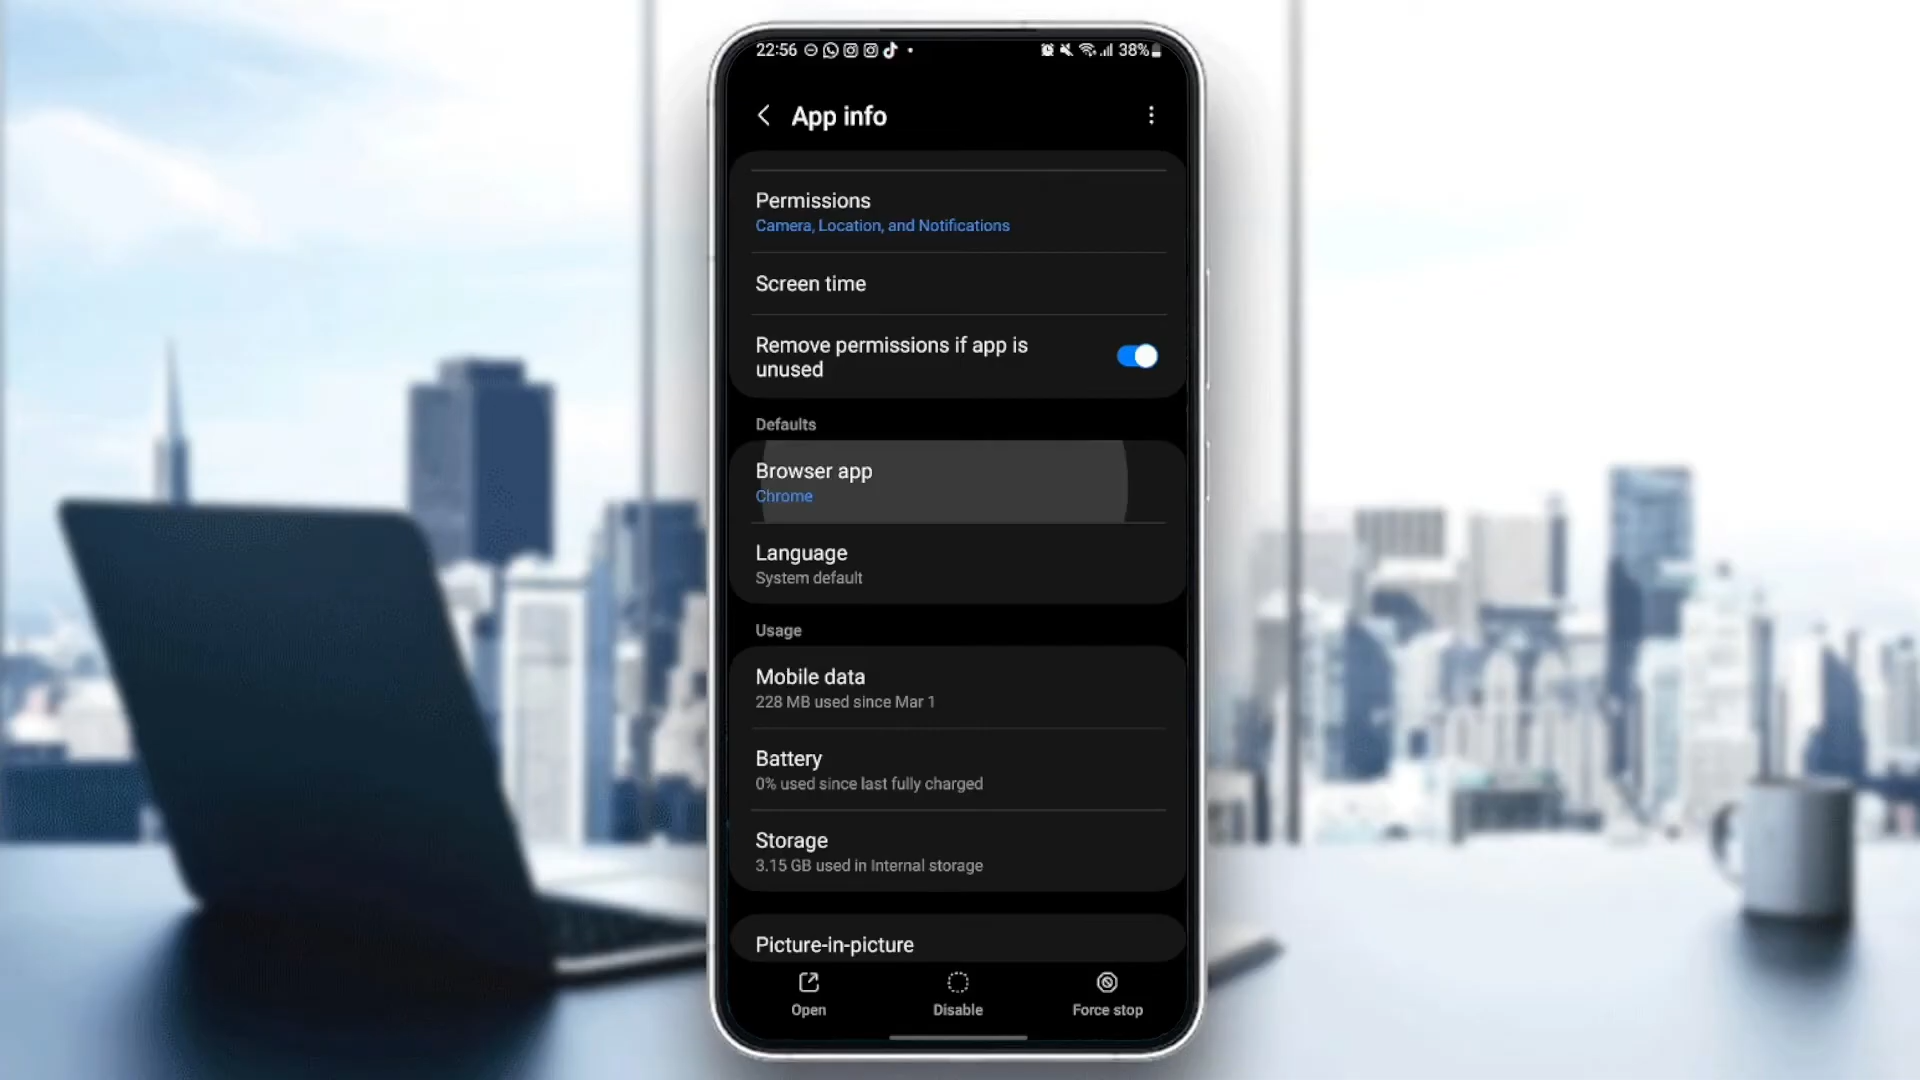 22:56
38%
App info
Permissions
Camera, Location, and Notifications
Screen time
Remove permissions if app is
unused
Defaults
Browser app
Chrome
Language
System default
Usage
Mobile data
228 MB used since Mar 1
Battery
0% used since last fully charged
Storage
3.15 GB used in Internal storage
Picture-in-picture
Open
Disable
Force stop